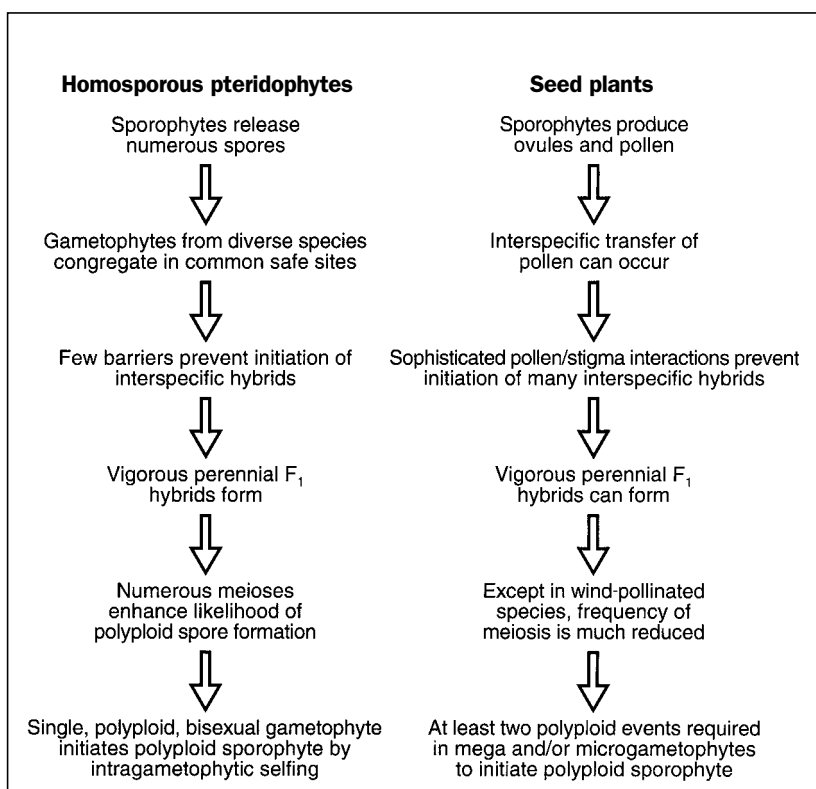 Homosporous pteridophytes
Sporophytes release
numerous spores
Gametophytes from diverse species
congregate in common safe sites
Few barriers prevent initiation of
interspecific hybrids
Vigorous perennial F₁
hybrids form
Numerous meioses
enhance likelihood of
polyploid spore formation
Single, polyploid, bisexual gametophyte
initiates polyploid sporophyte by
intragametophytic selfing
Seed plants
Sporophytes produce
ovules and pollen
Interspecific transfer of
pollen can occur
Sophisticated pollen/stigma interactions prevent
initiation of many interspecific hybrids
Vigorous perennial F₁
hybrids can form
Except in wind-pollinated
species, frequency of
meiosis is much reduced
At least two polyploid events required
in mega and/or microgametophytes
to initiate polyploid sporophyte